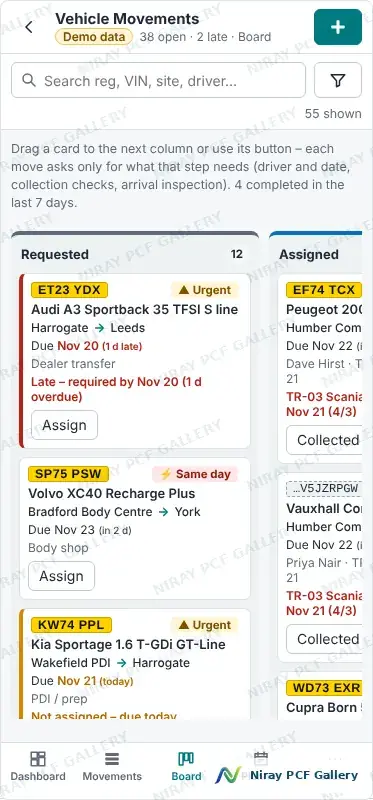 Vehicle Movements
Demo data 38 open · 2 late · Board
Search reg, VIN, site, driver...
55 shown
Drag a card to the next column or use its button – each
move asks only for what that step needs (driver and date,
collection checks, arrival inspection). 4 completed in the
last 7 days.
Requested 12
ET23 YDX Urgent
Audi A3 Sportback 35 TFSI S line
Harrogate → Leeds
Due Nov 20 (1 d late)
Dealer transfer
Late – required by Nov 20 (1 d
overdue)
Assign
SP75 PSW ⚡ Same day
Volvo XC40 Recharge Plus
Bradford Body Centre → York
Due Nov 23 (in 2 d)
Body shop
Assign
KW74 PPL Urgent
Kia Sportage 1.6 T-GDi GT-Line
Wakefield PDI → Harrogate
Due Nov 21 (today)
PDI / prep
Not assigned – due today
Assigned
EF74 TCX
Peugeot 200
Humber Com
Due Nov 22 (i
Dave Hirst · T
21
TR-03 Scania
Nov 21 (4/3)
Collected
…V5JZRPGW
Vauxhall Co
Humber Com
Due Nov 22 (i
Priya Nair · TR
21
TR-03 Scania
Nov 21 (4/3)
Collected
WD73 EXR
Cupra Born
Dashboard Movements Board
Niray PCF Gallery
NIRAY PCF GALLERY